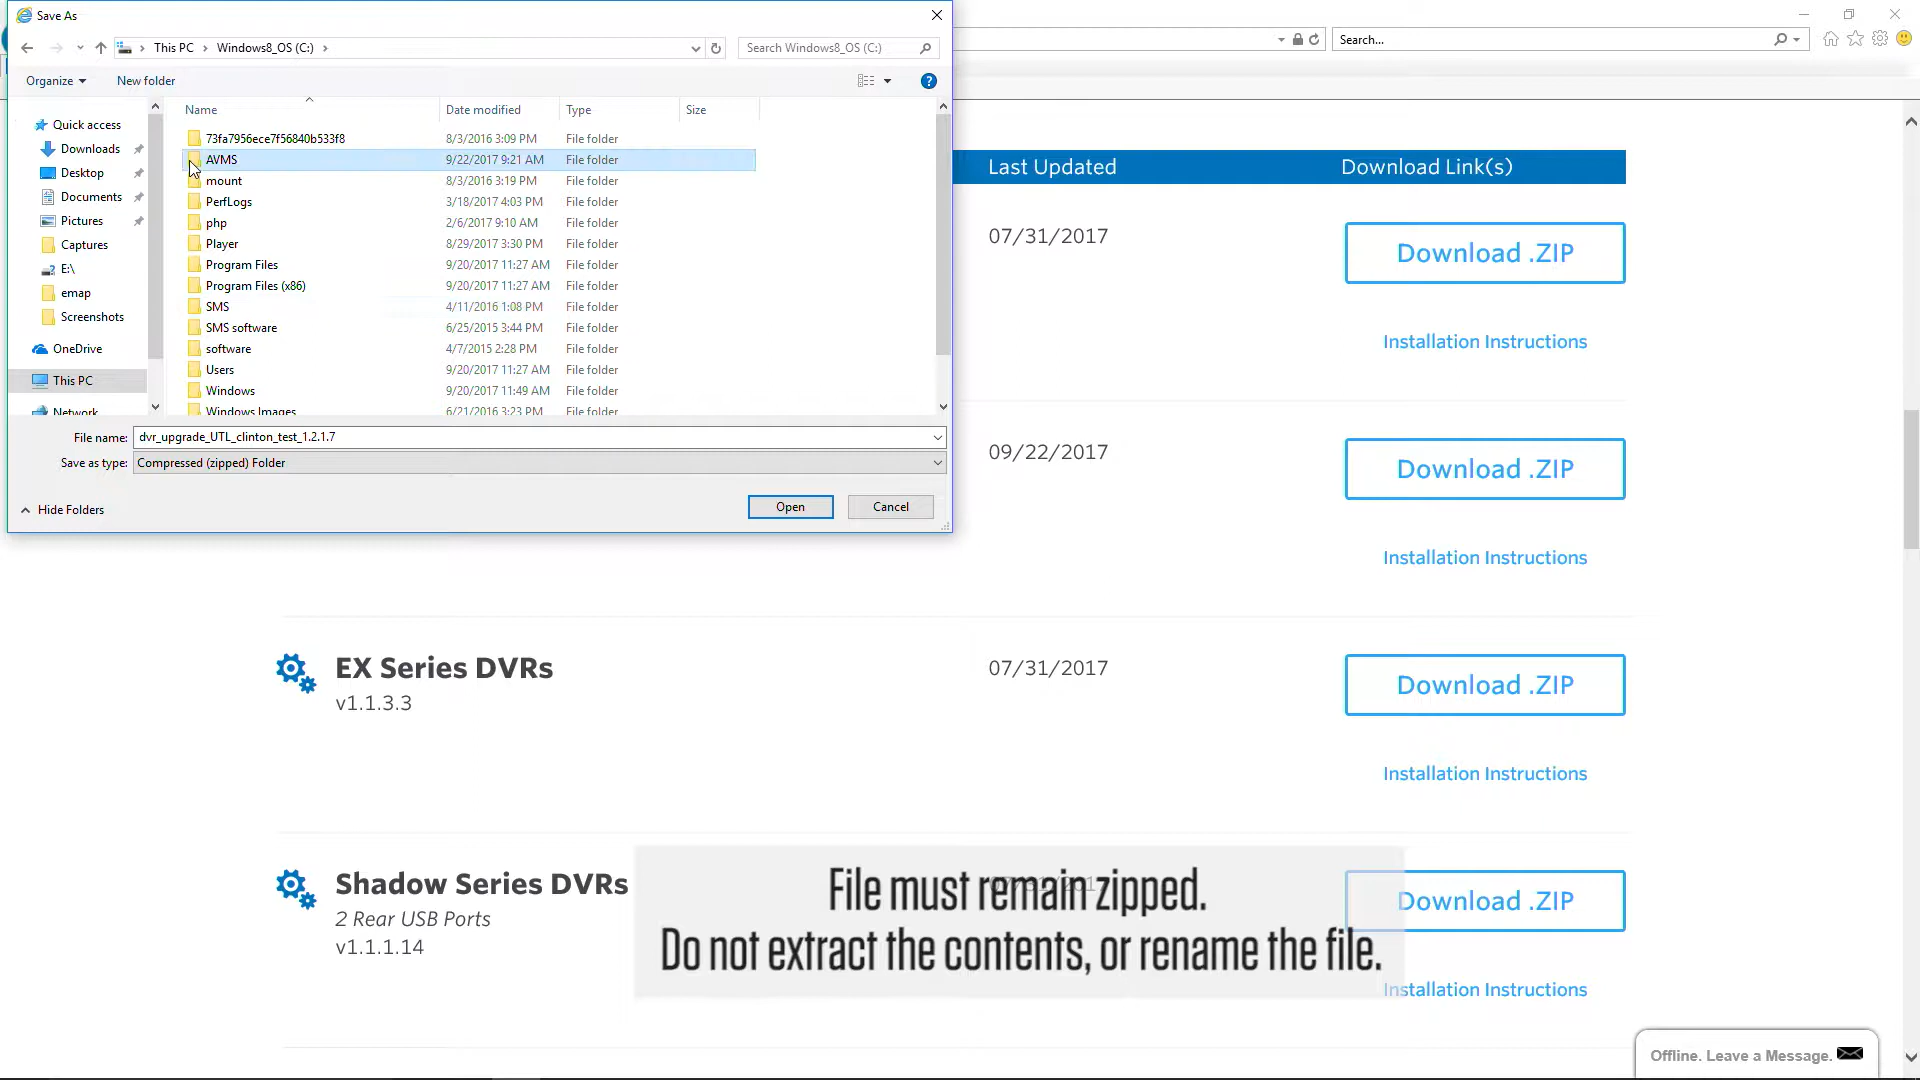 Save As
This PC
Windows8_OS (C:)
Search Windows8_OS (C:)
Search...
Organize
New folder
Name
Date modified
Type
Size
Quick access
Downloads
Desktop
Documents
Pictures
Captures
E:\
emap
Screenshots
OneDrive
This PC
Network
73fa7956ece7f56840b533f8 8/3/2016 3:09 PM File folder
AVMS 9/22/2017 9:21 AM File folder
mount 8/3/2016 3:19 PM File folder
PerfLogs 3/18/2017 4:03 PM File folder
php 2/6/2017 9:10 AM File folder
Player 8/29/2017 3:30 PM File folder
Program Files 9/20/2017 11:27 AM File folder
Program Files (x86) 9/20/2017 11:27 AM File folder
SMS 4/11/2016 1:08 PM File folder
SMS software 6/25/2015 3:44 PM File folder
software 4/7/2015 2:28 PM File folder
Users 9/20/2017 11:27 AM File folder
Windows 9/20/2017 11:49 AM File folder
Windows Images 6/21/2016 3:23 PM File folder
File name: dvr_upgrade_UTL_clinton_test_1.2.1.7
Save as type: Compressed (zipped) Folder
Hide Folders
Open
Cancel
Last Updated
Download Link(s)
07/31/2017
Download .ZIP
Installation Instructions
09/22/2017
Download .ZIP
Installation Instructions
EX Series DVRs
v1.1.3.3
07/31/2017
Download .ZIP
Installation Instructions
Shadow Series DVRs
2 Rear USB Ports
v1.1.1.14
Download .ZIP
Installation Instructions
File must remain zipped.
Do not extract the contents, or rename the file.
Offline. Leave a Message.